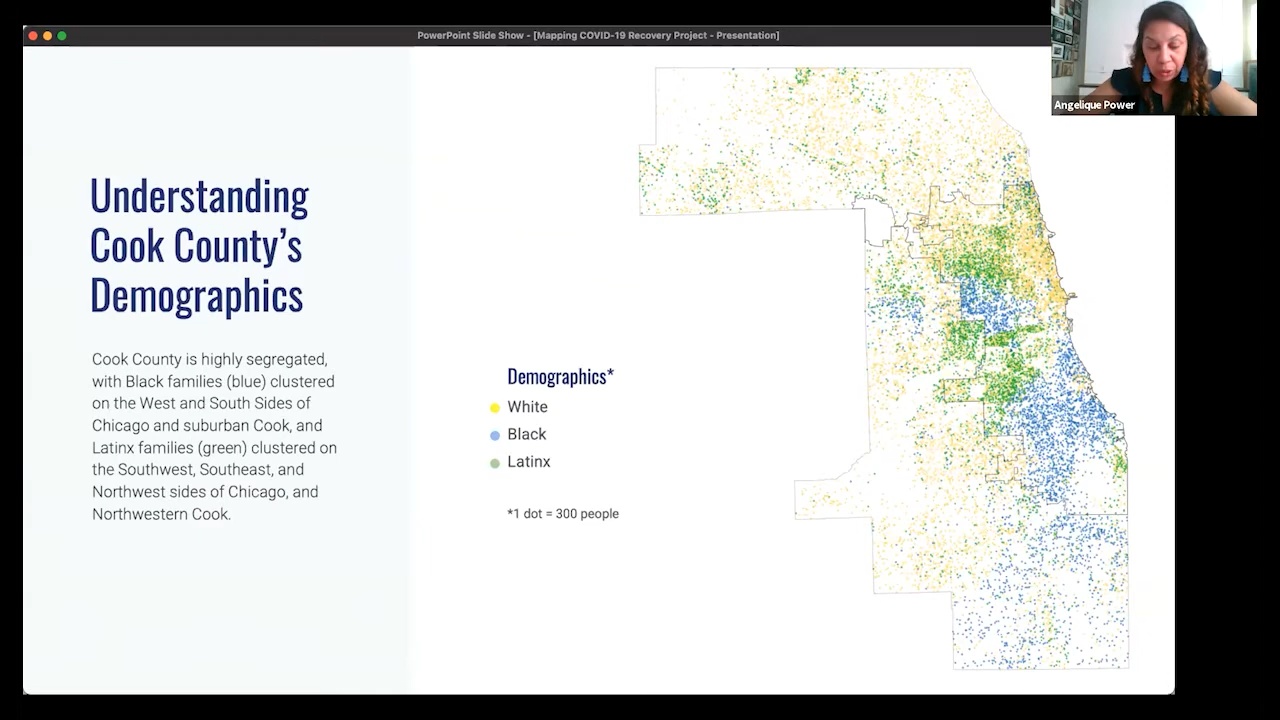 PowerPoint Slide Show - [Mapping COVID-19 Recovery Project - Presentation]
Angelique Power
Understanding
Cook County’s
Demographics
Cook County is highly segregated,
with Black families (blue) clustered
on the West and South Sides of
Chicago and suburban Cook, and
Latinx families (green) clustered on
the Southwest, Southeast, and
Northwest sides of Chicago, and
Northwestern Cook.
Demographics*
White
Black
Latinx
*1 dot = 300 people